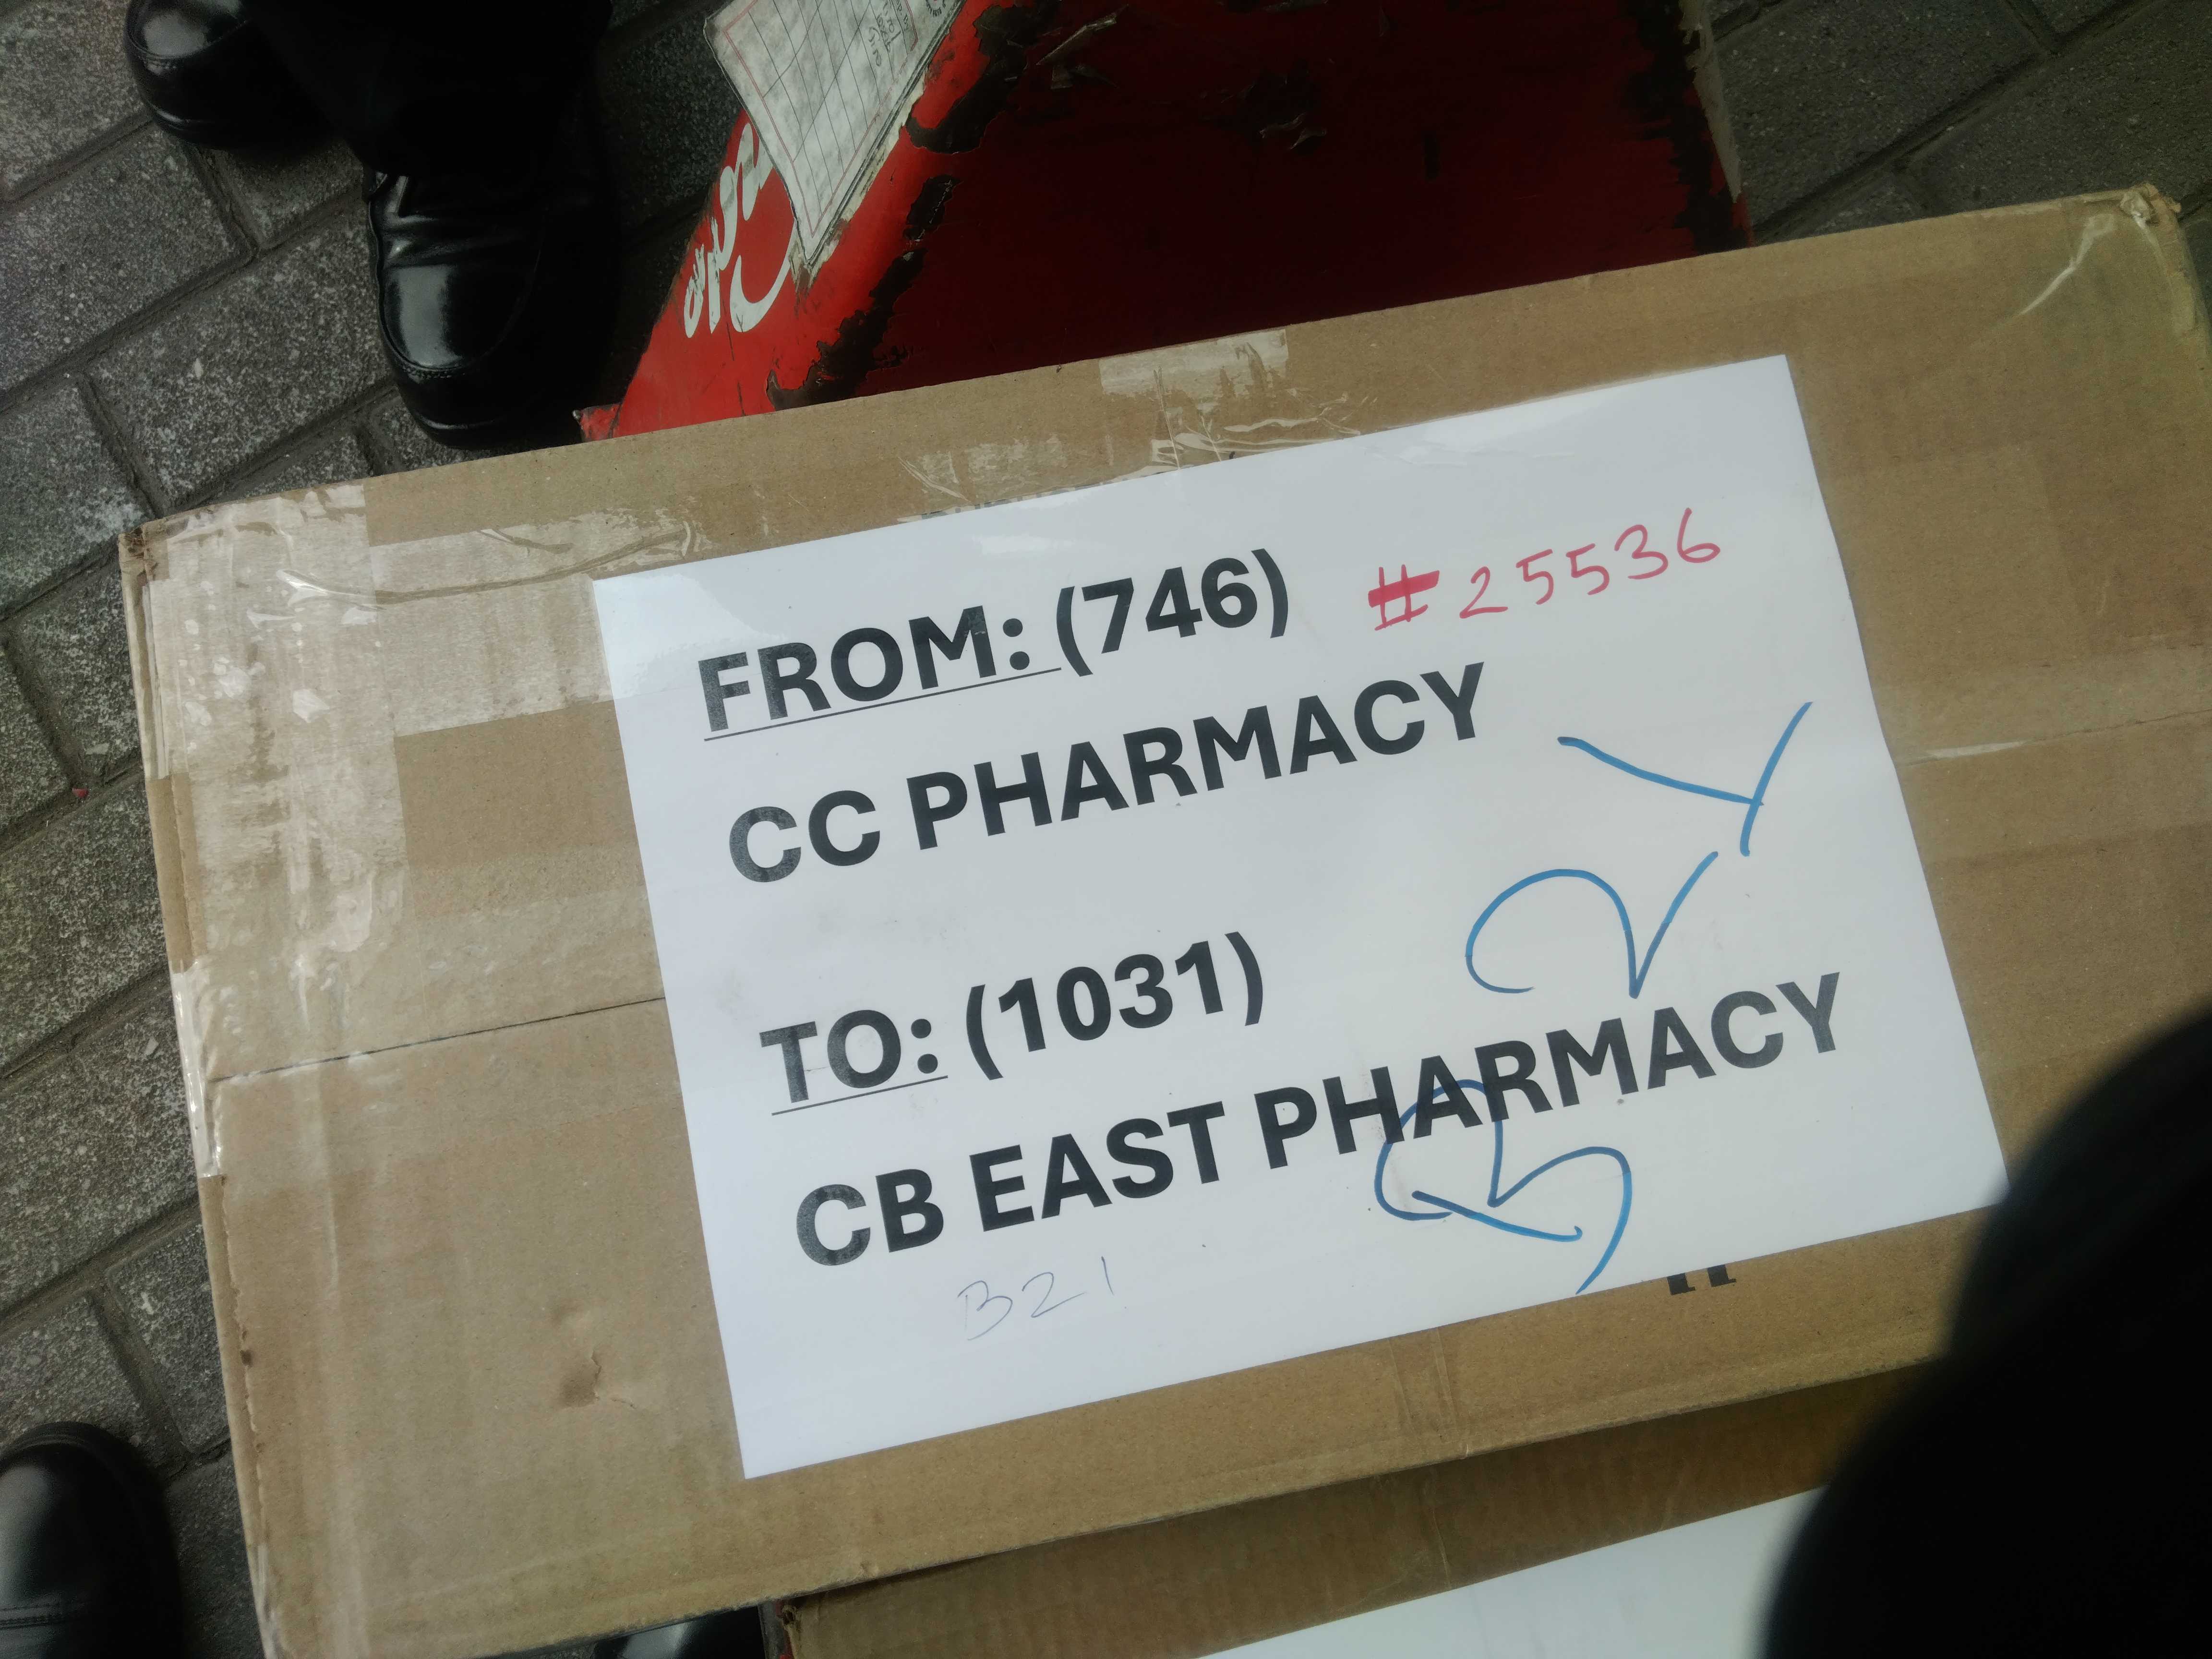 FROM: (746) #25536
CC PHARMACY
TO: (1031)
CB EAST PHARMACY
B21